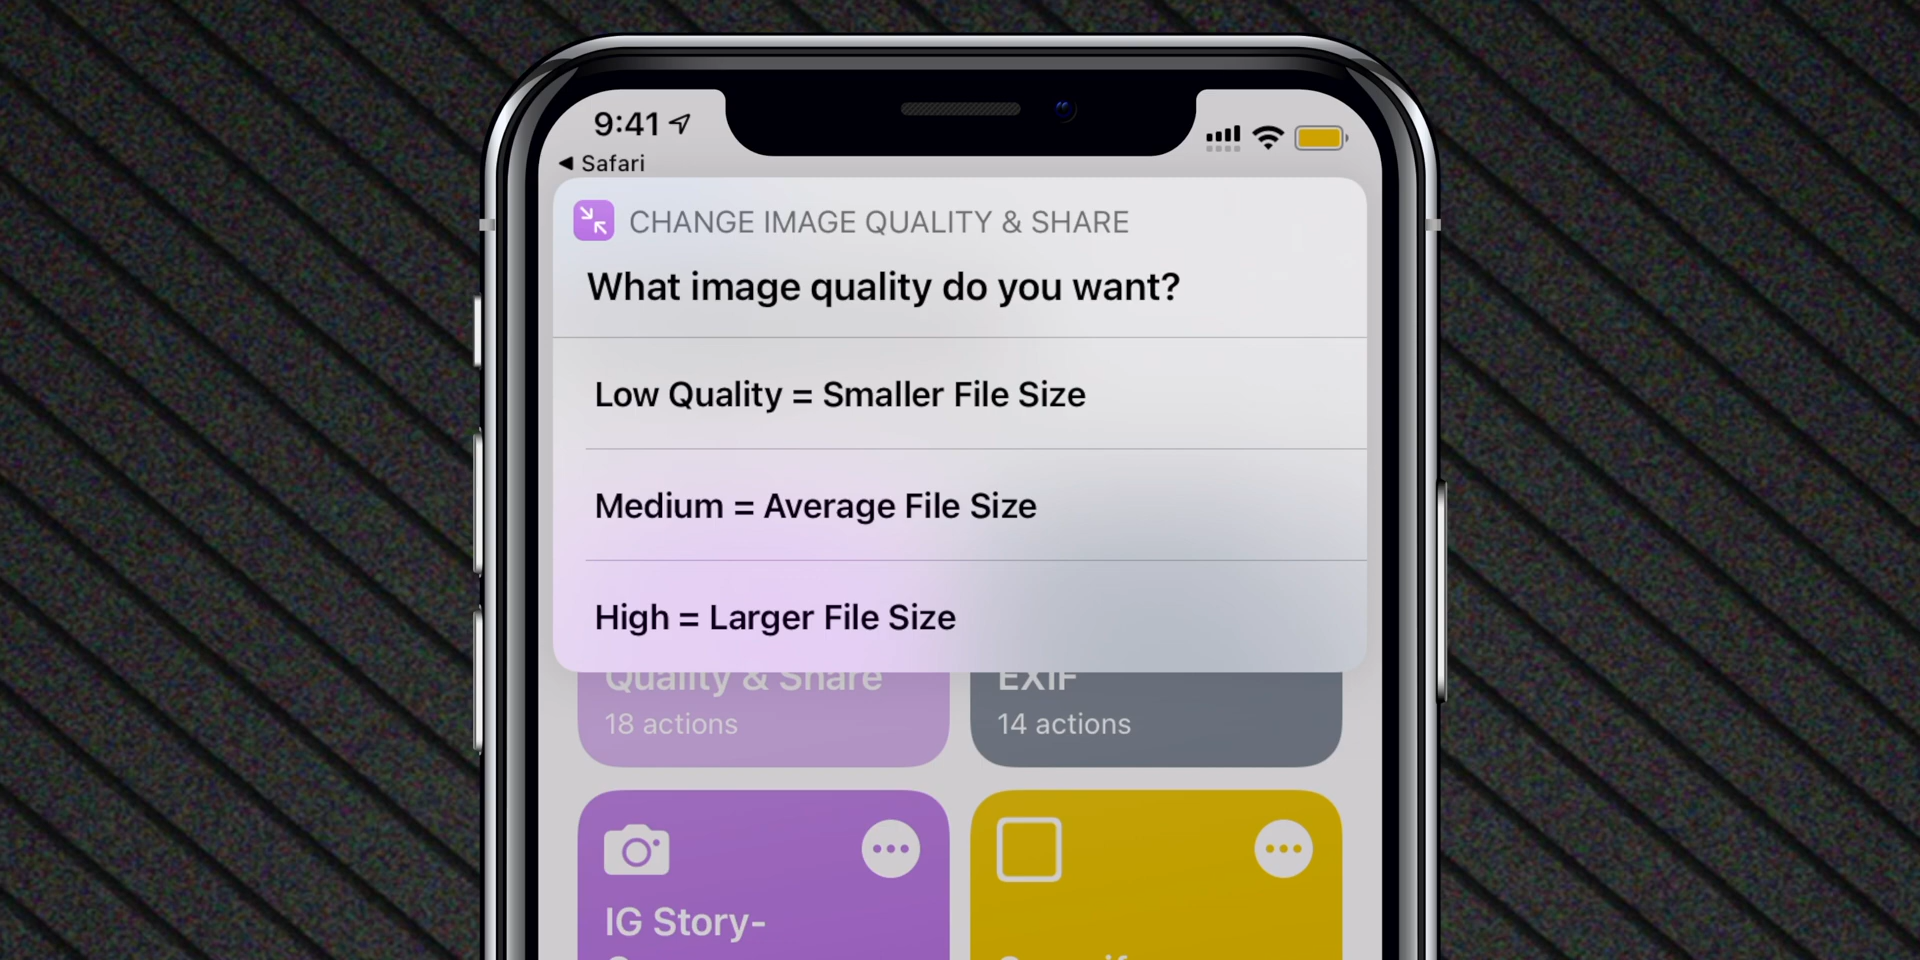 9:41
◀ Safari
CHANGE IMAGE QUALITY & SHARE
What image quality do you want?
Low Quality = Smaller File Size
Medium = Average File Size
High = Larger File Size
Quality & Share
EXIF
18 actions
14 actions
IG Story-